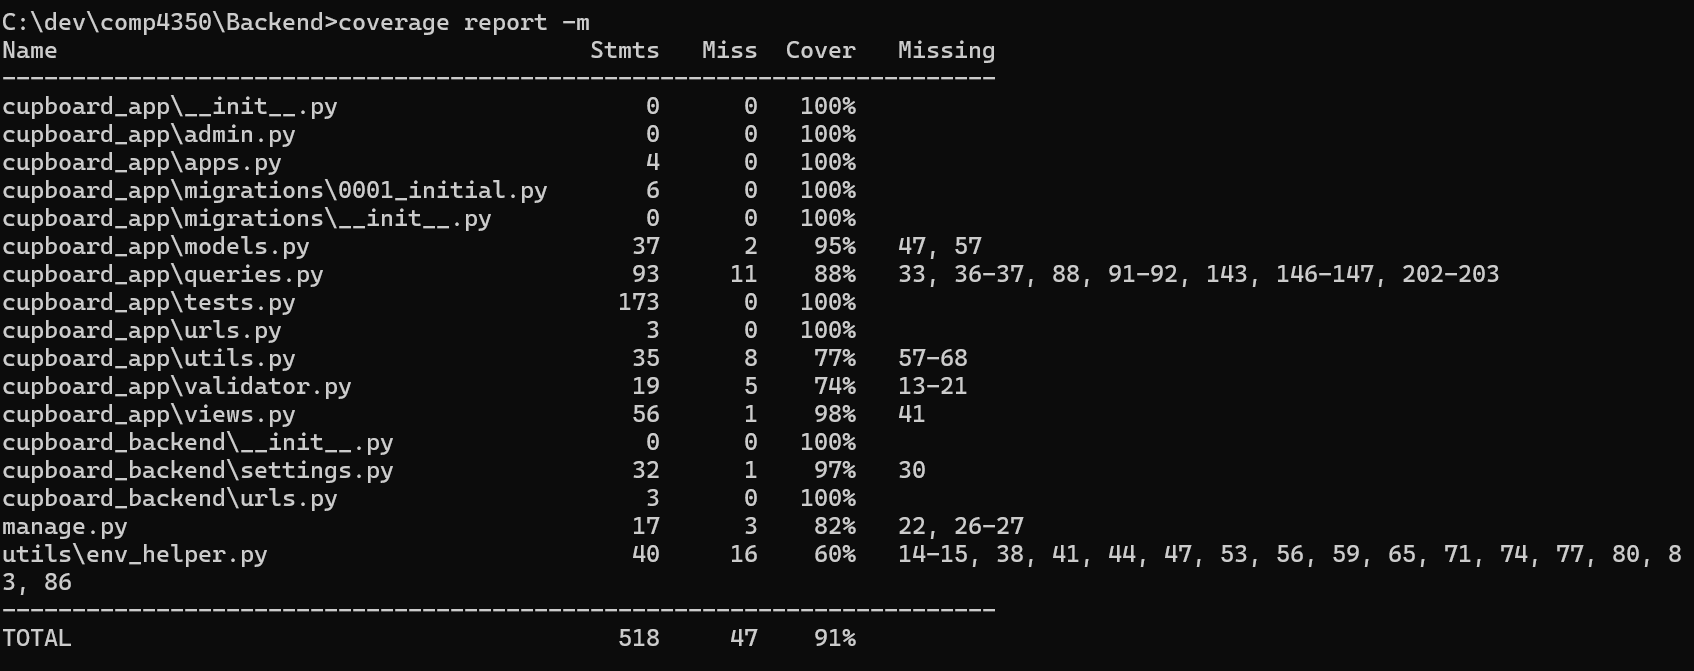 C:\dev\comp4350\Backend>coverage report -m
Name                                      Stmts   Miss  Cover   Missing
-----------------------------------------------------------------------
cupboard_app\__init__.py                      0      0   100%
cupboard_app\admin.py                         0      0   100%
cupboard_app\apps.py                          4      0   100%
cupboard_app\migrations\0001_initial.py       6      0   100%
cupboard_app\migrations\__init__.py           0      0   100%
cupboard_app\models.py                       37      2    95%   47, 57
cupboard_app\queries.py                      93     11    88%   33, 36-37, 88, 91-92, 143, 146-147, 202-203
cupboard_app\tests.py                       173      0   100%
cupboard_app\urls.py                          3      0   100%
cupboard_app\utils.py                        35      8    77%   57-68
cupboard_app\validator.py                    19      5    74%   13-21
cupboard_app\views.py                        56      1    98%   41
cupboard_backend\__init__.py                  0      0   100%
cupboard_backend\settings.py                 32      1    97%   30
cupboard_backend\urls.py                      3      0   100%
manage.py                                    17      3    82%   22, 26-27
utils\env_helper.py                          40     16    60%   14-15, 38, 41, 44, 47, 53, 56, 59, 65, 71, 74, 77, 80, 8
3, 86
-----------------------------------------------------------------------
TOTAL                                       518     47    91%